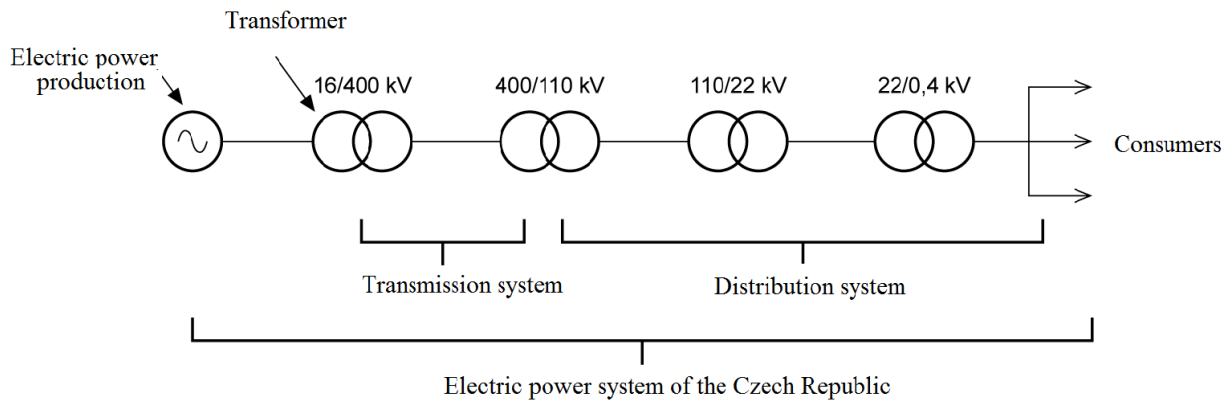 Transformer
Electric power
production
16/400 kV
400/110 kV
110/22 kV
22/0,4 kV
Consumers
Transmission system
Distribution system
Electric power system of the Czech Republic